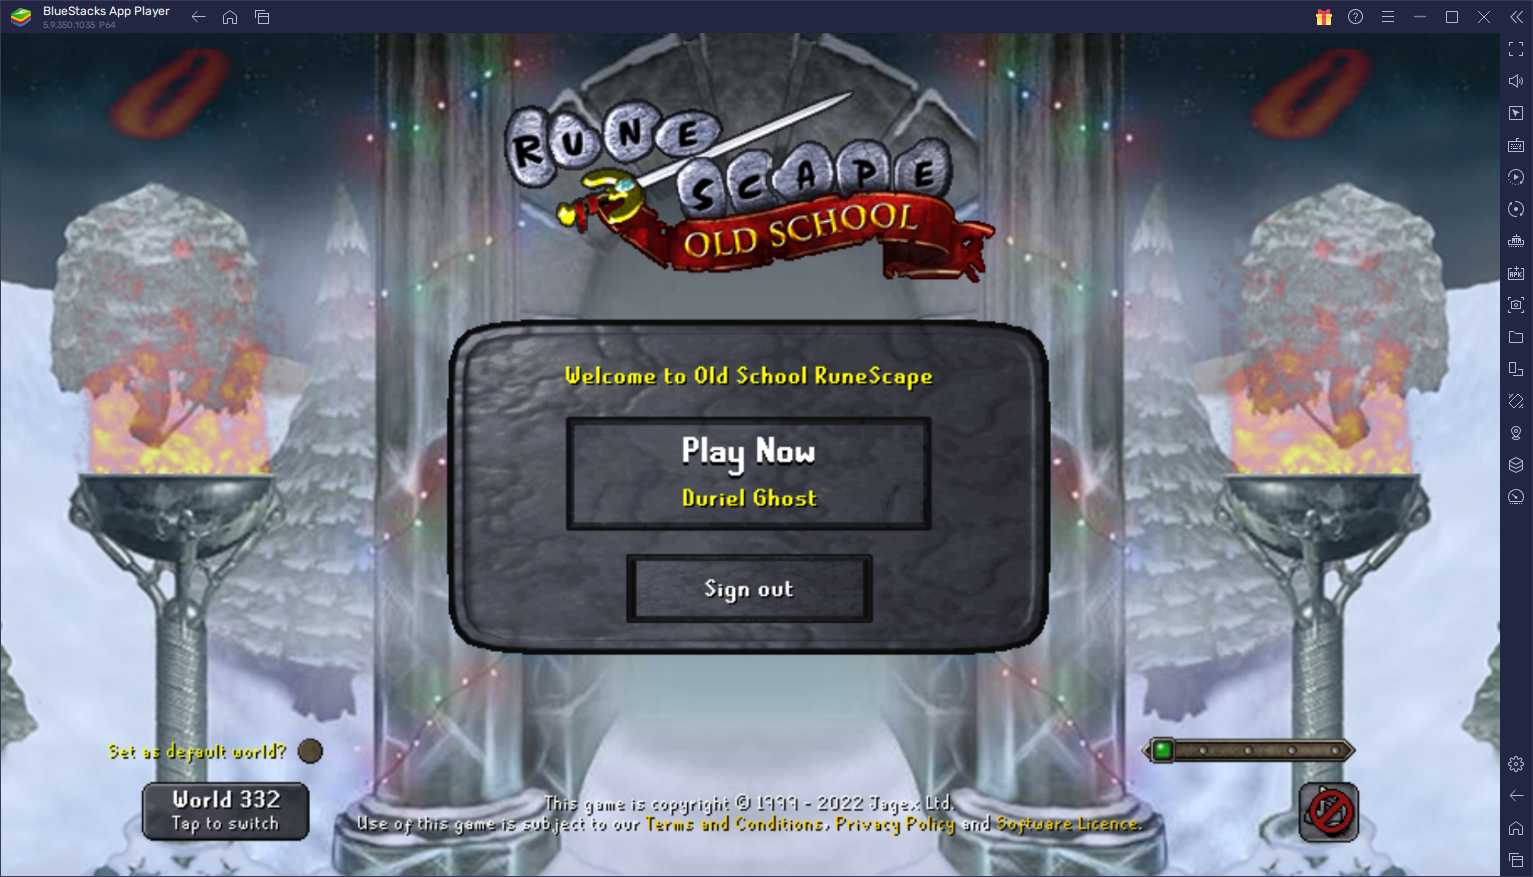 BlueStacks App Player
5.9.350.1035 P64
RUNE
SCAPE
OLD SCHOOL
Welcome to Old School RuneScape
Play Now
Duriel Ghost
Sign out
Set as default world?
World 332
Tap to switch
This game is copyright © 1999 - 2022 Jagex Ltd.
Use of this game is subject to our Terms and Conditions, Privacy Policy and Software Licence.